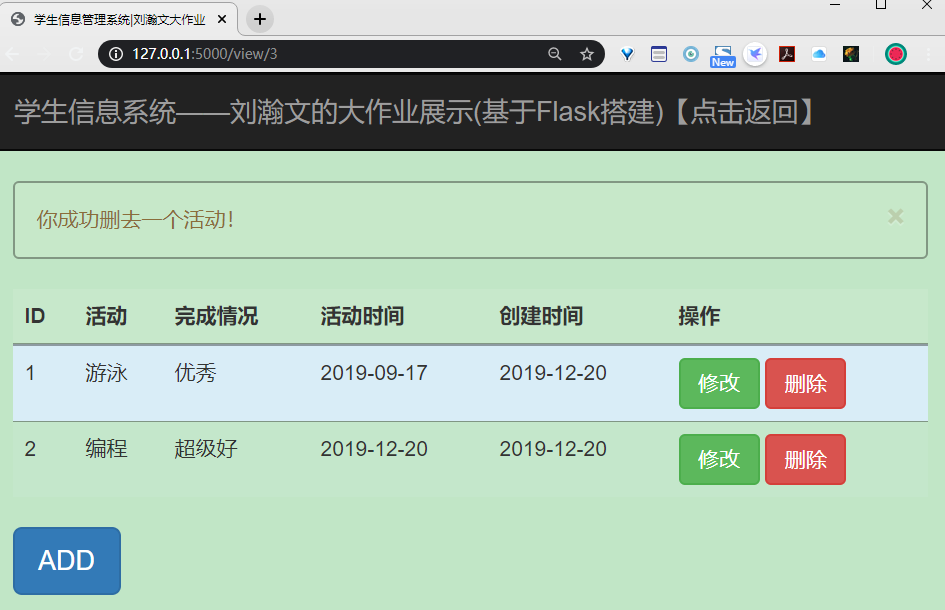 学生信息管理系统|刘瀚文大作业
127.0.0.1:5000/view/3
New
学生信息系统——刘瀚文的大作业展示(基于Flask搭建)【点击返回】
你成功删去一个活动!
ID 活动 完成情况 活动时间 创建时间 操作
1 游泳 优秀 2019-09-17 2019-12-20 修改 删除
2 编程 超级好 2019-12-20 2019-12-20 修改 删除
ADD